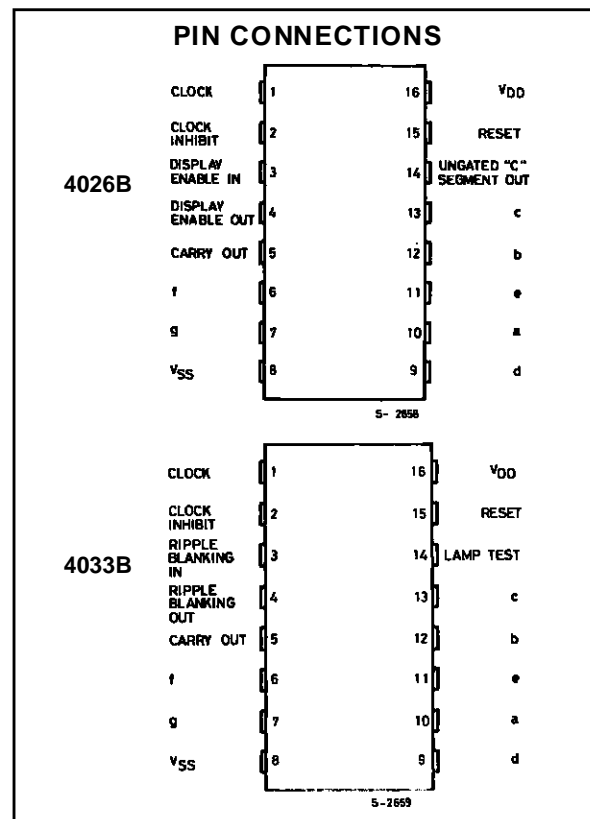 PIN CONNECTIONS
4026B
CLOCK 1 16 VDD
CLOCK INHIBIT 2 15 RESET
DISPLAY ENABLE IN 3 14 UNGATED "C" SEGMENT OUT
DISPLAY ENABLE OUT 4 13 c
CARRY OUT 5 12 b
f 6 11 e
g 7 10 a
VSS 8 9 d
S- 2658
4033B
CLOCK 1 16 VDD
CLOCK INHIBIT 2 15 RESET
RIPPLE BLANKING IN 3 14 LAMP TEST
RIPPLE BLANKING OUT 4 13 c
CARRY OUT 5 12 b
f 6 11 e
g 7 10 a
VSS 8 9 d
S-2659